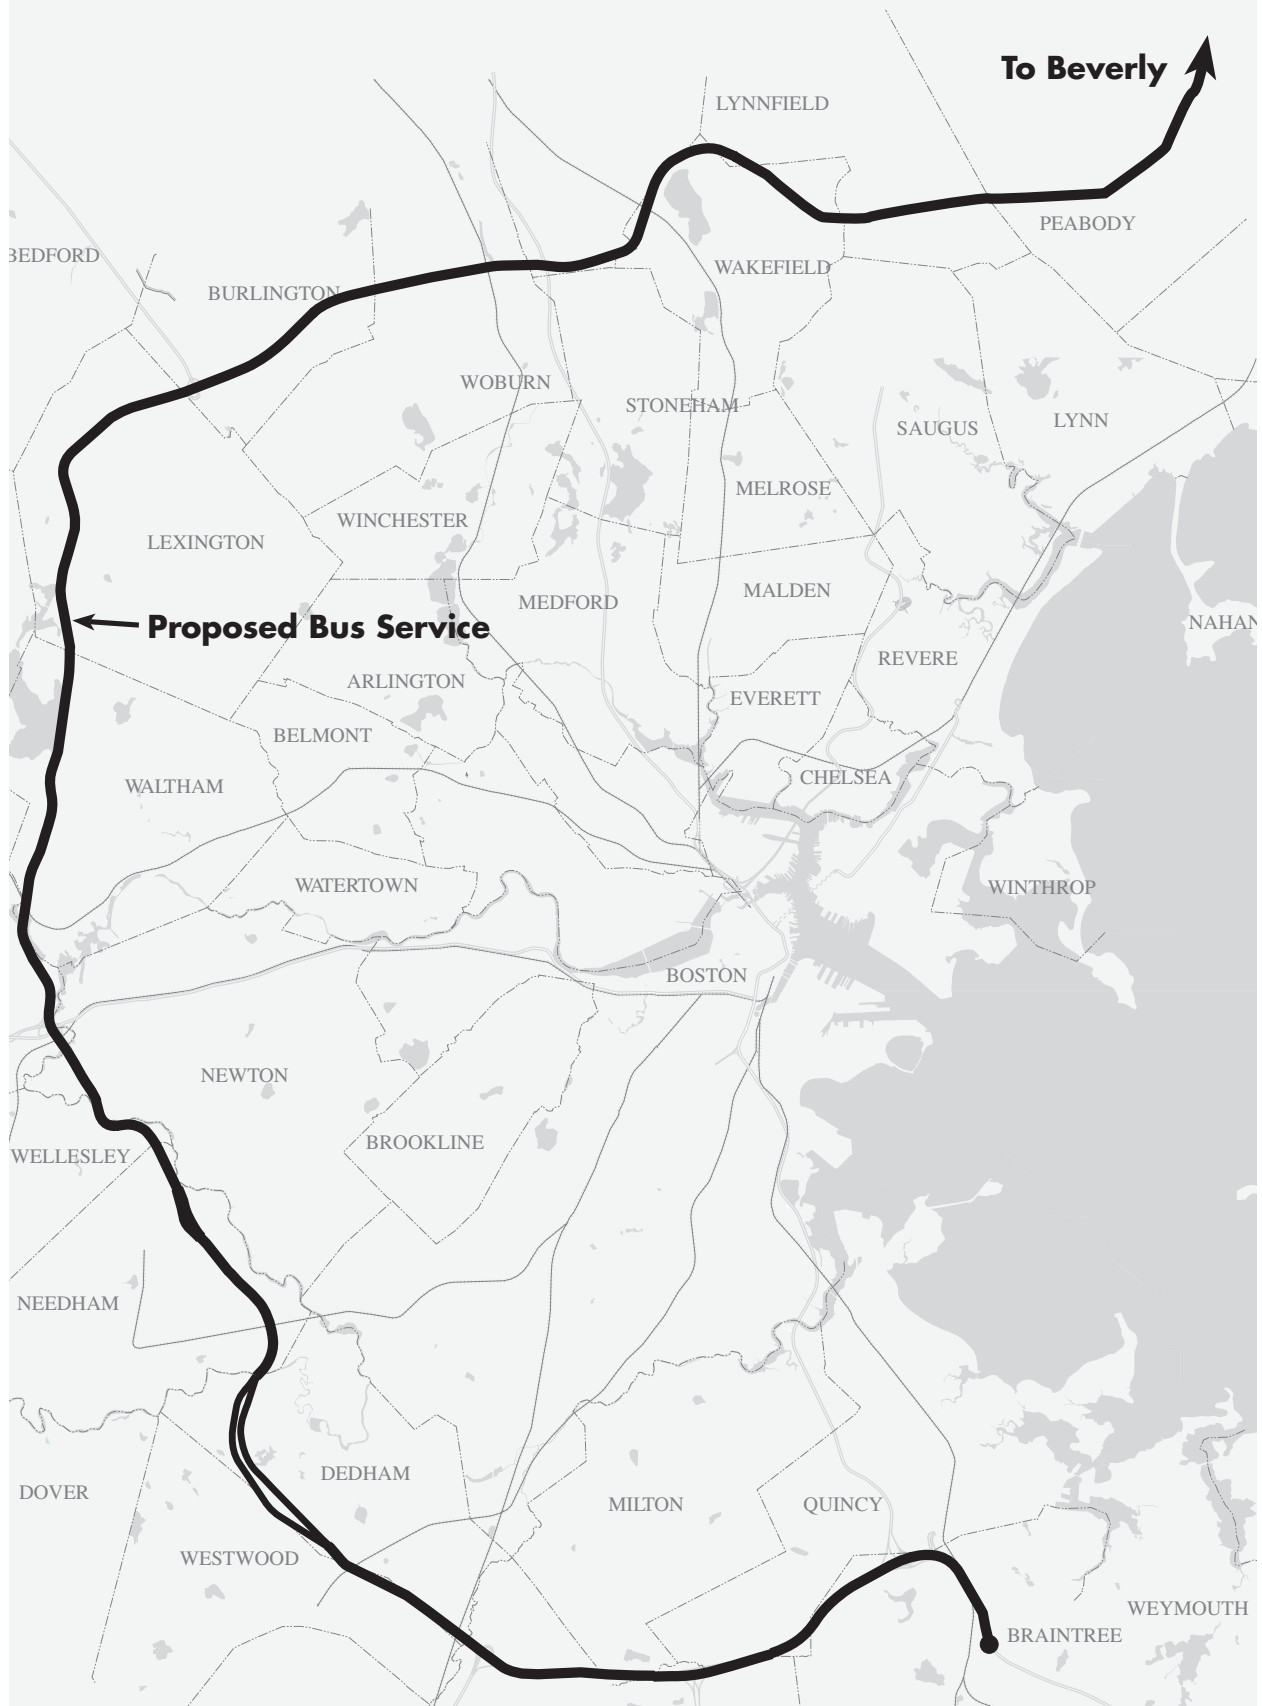 To Beverly
LYNNFIELD
PEABODY
BEDFORD
WAKEFIELD
BURLINGTON
WOBURN
STONEHAM
LYNN
SAUGUS
MELROSE
WINCHESTER
LEXINGTON
MALDEN
MEDFORD
NAHAN
Proposed Bus Service
REVERE
ARLINGTON
EVERETT
BELMONT
CHELSEA
WALTHAM
WATERTOWN
WINTHROP
BOSTON
NEWTON
BROOKLINE
WELLESLEY
NEEDHAM
DEDHAM
DOVER
MILTON
QUINCY
WESTWOOD
WEYMOUTH
BRAINTREE